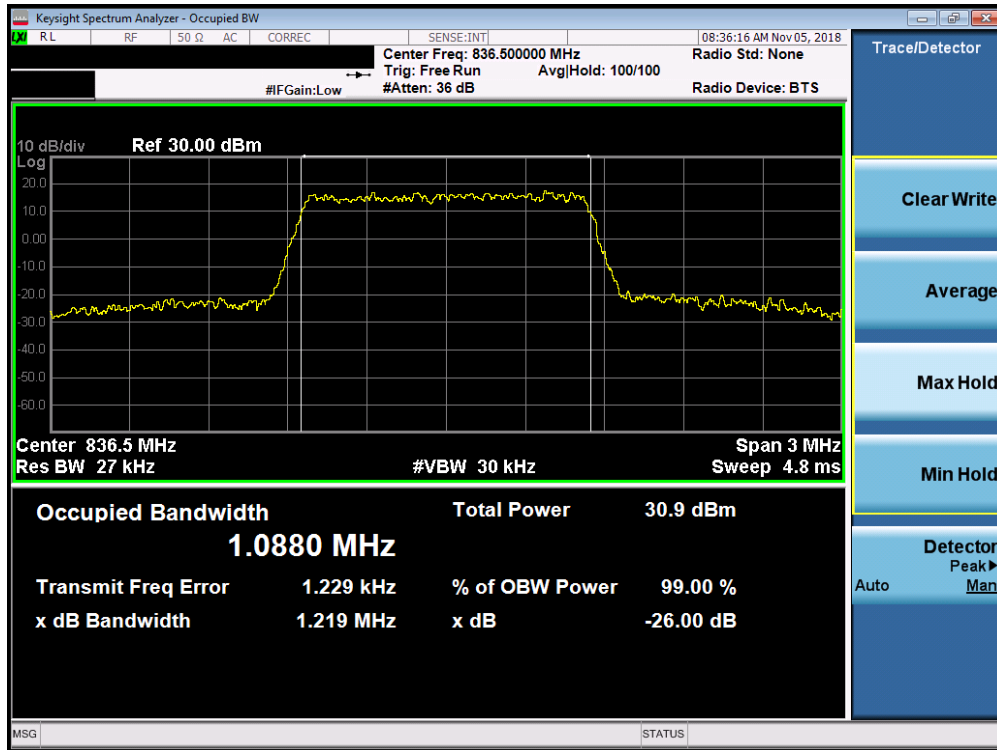 Keysight Spectrum Analyzer - Occupied BW
LXI RL RF 50 Ω AC CORREC SENSE:INT 08:36:16 AM Nov 05, 2018
Center Freq: 836.500000 MHz Radio Std: None
Trig: Free Run Avg|Hold: 100/100
#IFGain:Low #Atten: 36 dB Radio Device: BTS
10 dB/div Ref 30.00 dBm
Log
20.0
10.0
0.00
-10.0
-20.0
-30.0
-40.0
-50.0
-60.0
Center 836.5 MHz Span 3 MHz
Res BW 27 kHz #VBW 30 kHz Sweep 4.8 ms
Occupied Bandwidth Total Power 30.9 dBm
1.0880 MHz
Transmit Freq Error 1.229 kHz % of OBW Power 99.00 %
x dB Bandwidth 1.219 MHz x dB -26.00 dB
MSG STATUS
Trace/Detector
Clear Write
Average
Max Hold
Min Hold
Detector
Peak▶
Auto Man